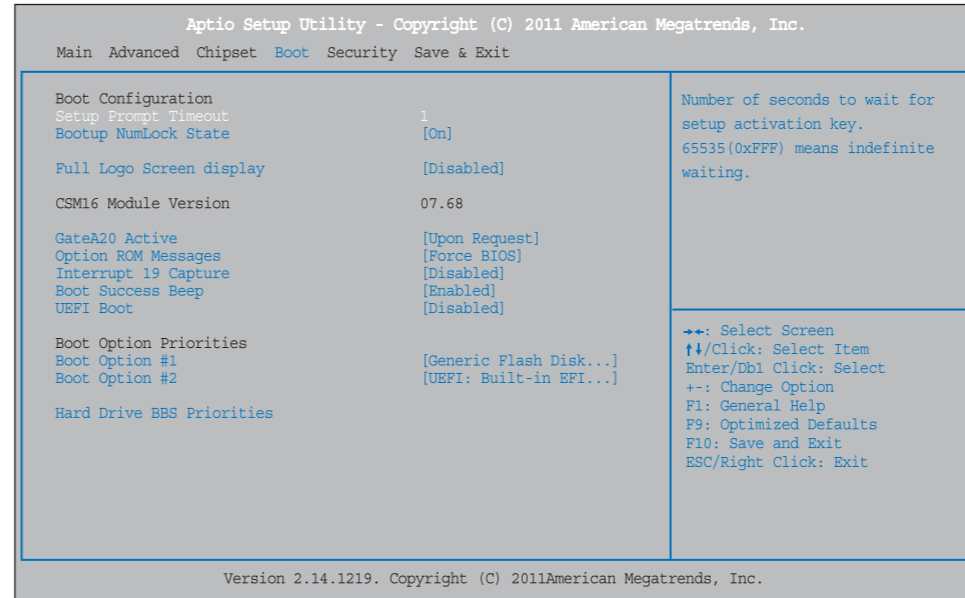 Aptio Setup Utility - Copyright (C) 2011 American Megatrends, Inc.
Main Advanced Chipset Boot Security Save & Exit
Boot Configuration
Setup Prompt Timeout 1
Bootup NumLock State [On]
Full Logo Screen display [Disabled]
CSM16 Module Version 07.68
GateA20 Active [Upon Request]
Option ROM Messages [Force BIOS]
Interrupt 19 Capture [Disabled]
Boot Success Beep [Enabled]
UEFI Boot [Disabled]
Boot Option Priorities
Boot Option #1 [Generic Flash Disk...]
Boot Option #2 [UEFI: Built-in EFI...]
Hard Drive BBS Priorities
Number of seconds to wait for
setup activation key.
65535(0xFFF) means indefinite
waiting.
→←: Select Screen
↑↓/Click: Select Item
Enter/Db1 Click: Select
+-: Change Option
F1: General Help
F9: Optimized Defaults
F10: Save and Exit
ESC/Right Click: Exit
Version 2.14.1219. Copyright (C) 2011American Megatrends, Inc.